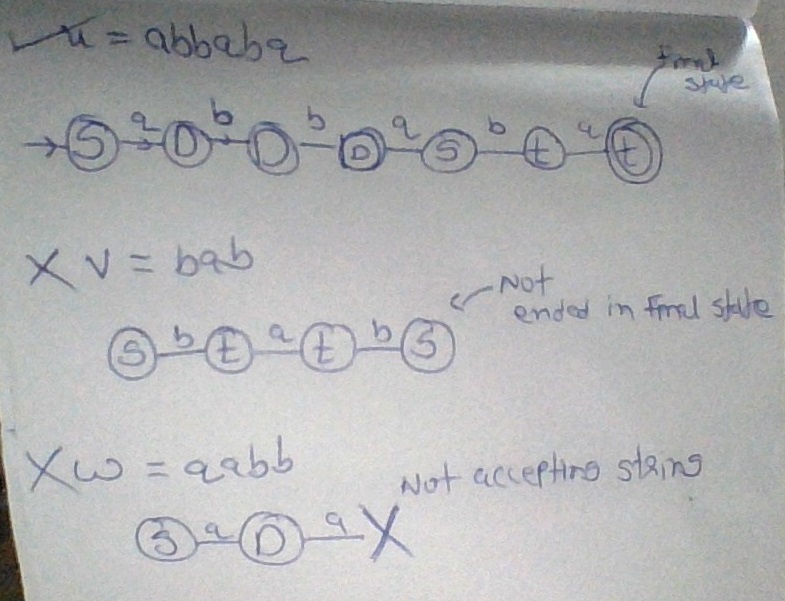 u = abbaba
Final
state
a b b a b a
S D D D S t t
X v = bab
Not
ended in final state
b a b
S t t S
X w = aabb
Not accepting string
a a
S D X